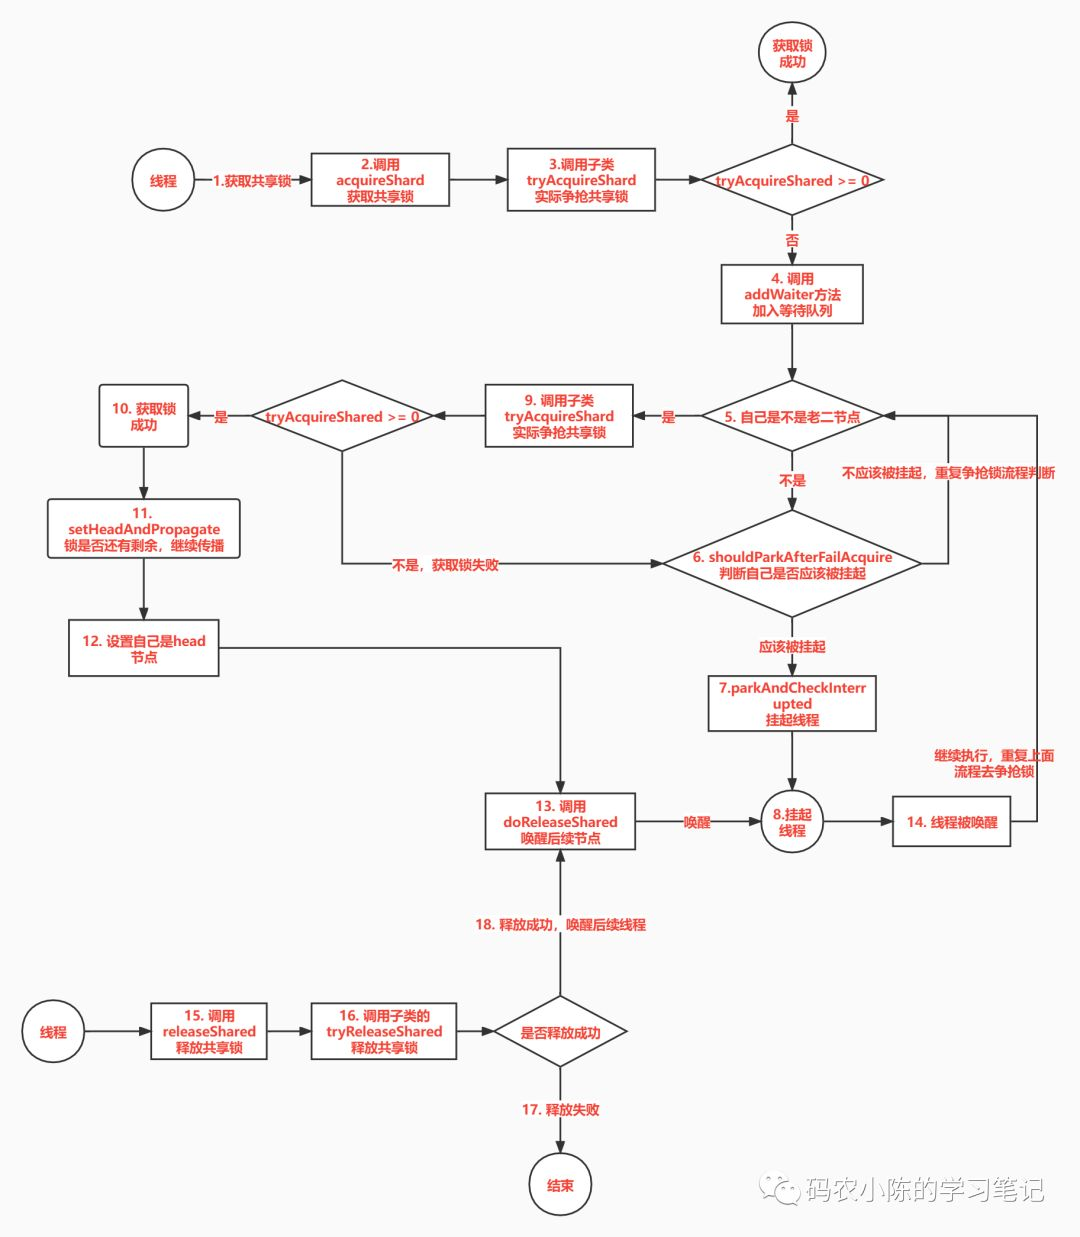 获取锁
成功
是
线程
1.获取共享锁
2.调用
acquireShard
获取共享锁
3.调用子类
tryAcquireShard
实际争抢共享锁
tryAcquireShared >= 0
否
4. 调用
addWaiter方法
加入等待队列
10. 获取锁
成功
是
tryAcquireShared >= 0
9. 调用子类
tryAcquireShard
实际争抢共享锁
是
5. 自己是不是老二节点
不是
不应该被挂起，重复争抢锁流程判断
11.
setHeadAndPropagate
锁是否还有剩余，继续传播
不是，获取锁失败
6. shouldParkAfterFailAcquire
判断自己是否应该被挂起
12. 设置自己是head
节点
应该被挂起
7.parkAndCheckInterr
upted
挂起线程
继续执行，重复上面
流程去争抢锁
13. 调用
doReleaseShared
唤醒后续节点
唤醒
8.挂起
线程
14. 线程被唤醒
18. 释放成功，唤醒后续线程
线程
15. 调用
releaseShared
释放共享锁
16. 调用子类的
tryReleaseShared
释放共享锁
是否释放成功
17. 释放失败
结束
码农小陈的学习笔记